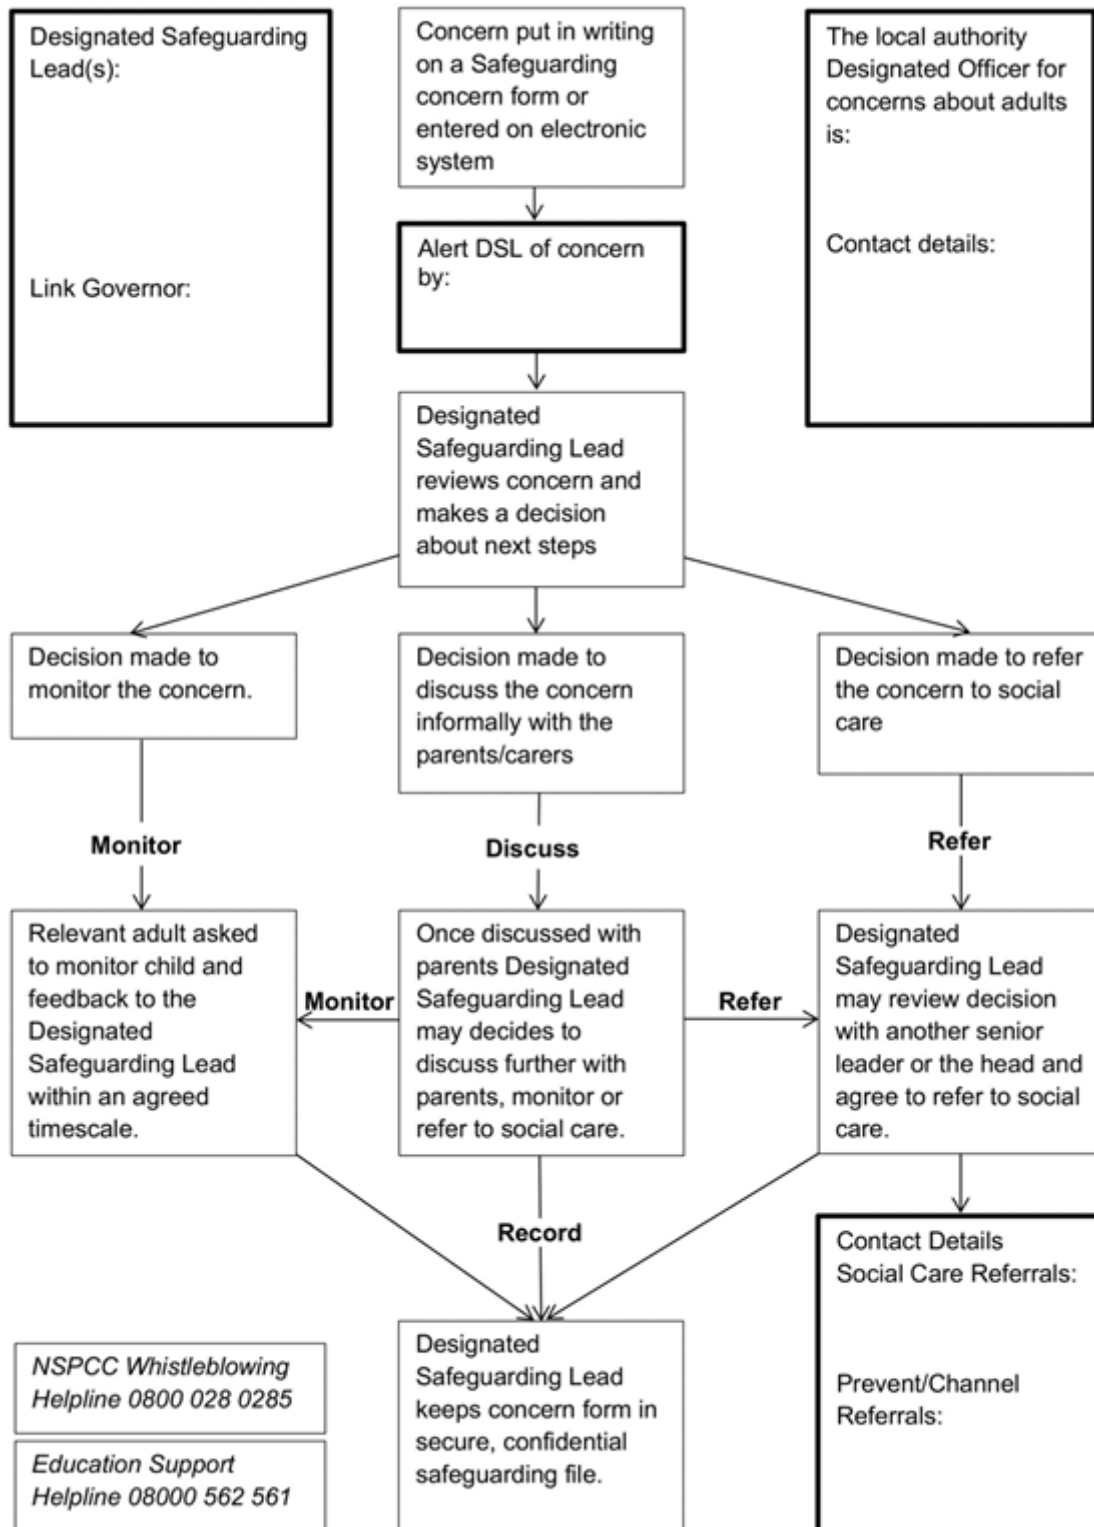 Designated Safeguarding
Lead(s):
Link Governor:
Concern put in writing
on a Safeguarding
concern form or
entered on electronic
system
The local authority
Designated Officer for
concerns about adults
is:
Contact details:
Alert DSL of concern
by:
Designated
Safeguarding Lead
reviews concern and
makes a decision
about next steps
Decision made to
monitor the concern.
Decision made to
discuss the concern
informally with the
parents/carers
Decision made to refer
the concern to social
care
Monitor
Discuss
Refer
Relevant adult asked
to monitor child and
feedback to the
Designated
Safeguarding Lead
within an agreed
timescale.
Monitor
Once discussed with
parents Designated
Safeguarding Lead
may decides to
discuss further with
parents, monitor or
refer to social care.
Refer
Designated
Safeguarding Lead
may review decision
with another senior
leader or the head and
agree to refer to social
care.
Record
Contact Details
Social Care Referrals:
Prevent/Channel
Referrals:
Designated
Safeguarding Lead
keeps concern form in
secure, confidential
safeguarding file.
NSPCC Whistleblowing
Helpline 0800 028 0285
Education Support
Helpline 08000 562 561